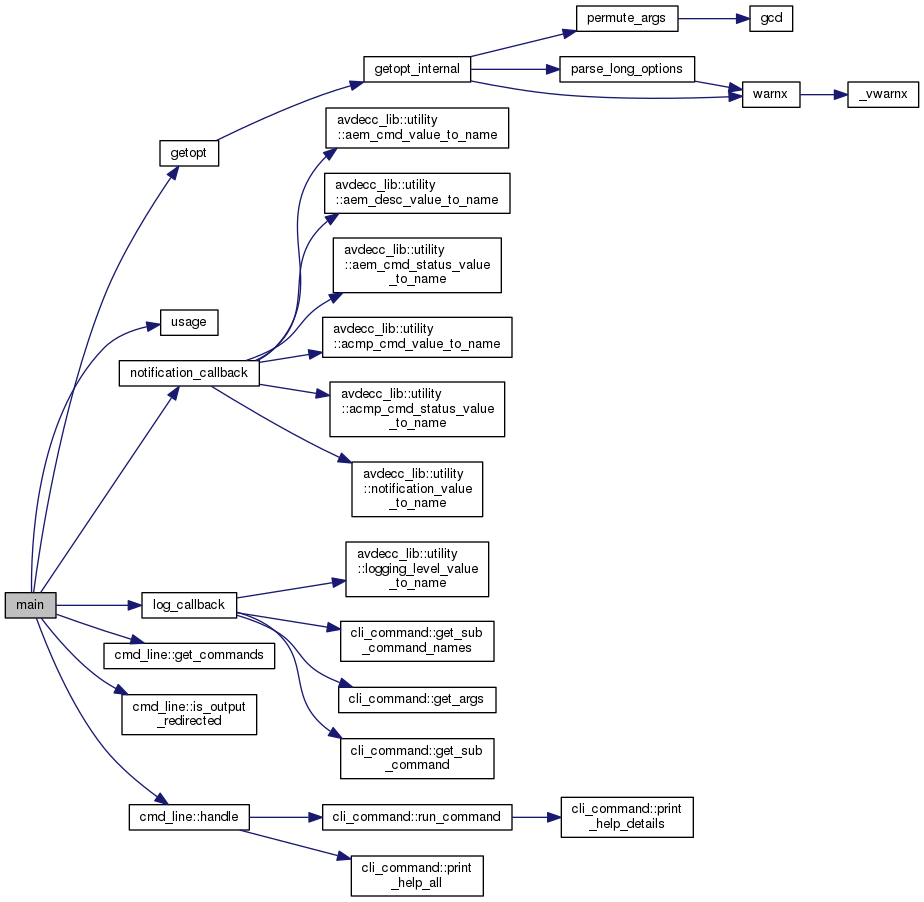 permute_args
gcd
getopt_internal
parse_long_options
warnx
_vwarnx
getopt
avdecc_lib::utility
::aem_cmd_value_to_name
avdecc_lib::utility
::aem_desc_value_to_name
avdecc_lib::utility
::aem_cmd_status_value
_to_name
usage
avdecc_lib::utility
::acmp_cmd_value_to_name
notification_callback
avdecc_lib::utility
::acmp_cmd_status_value
_to_name
avdecc_lib::utility
::notification_value
_to_name
avdecc_lib::utility
::logging_level_value
_to_name
main
log_callback
cli_command::get_sub
_command_names
cmd_line::get_commands
cli_command::get_args
cmd_line::is_output
_redirected
cli_command::get_sub
_command
cmd_line::handle
cli_command::run_command
cli_command::print
_help_details
cli_command::print
_help_all